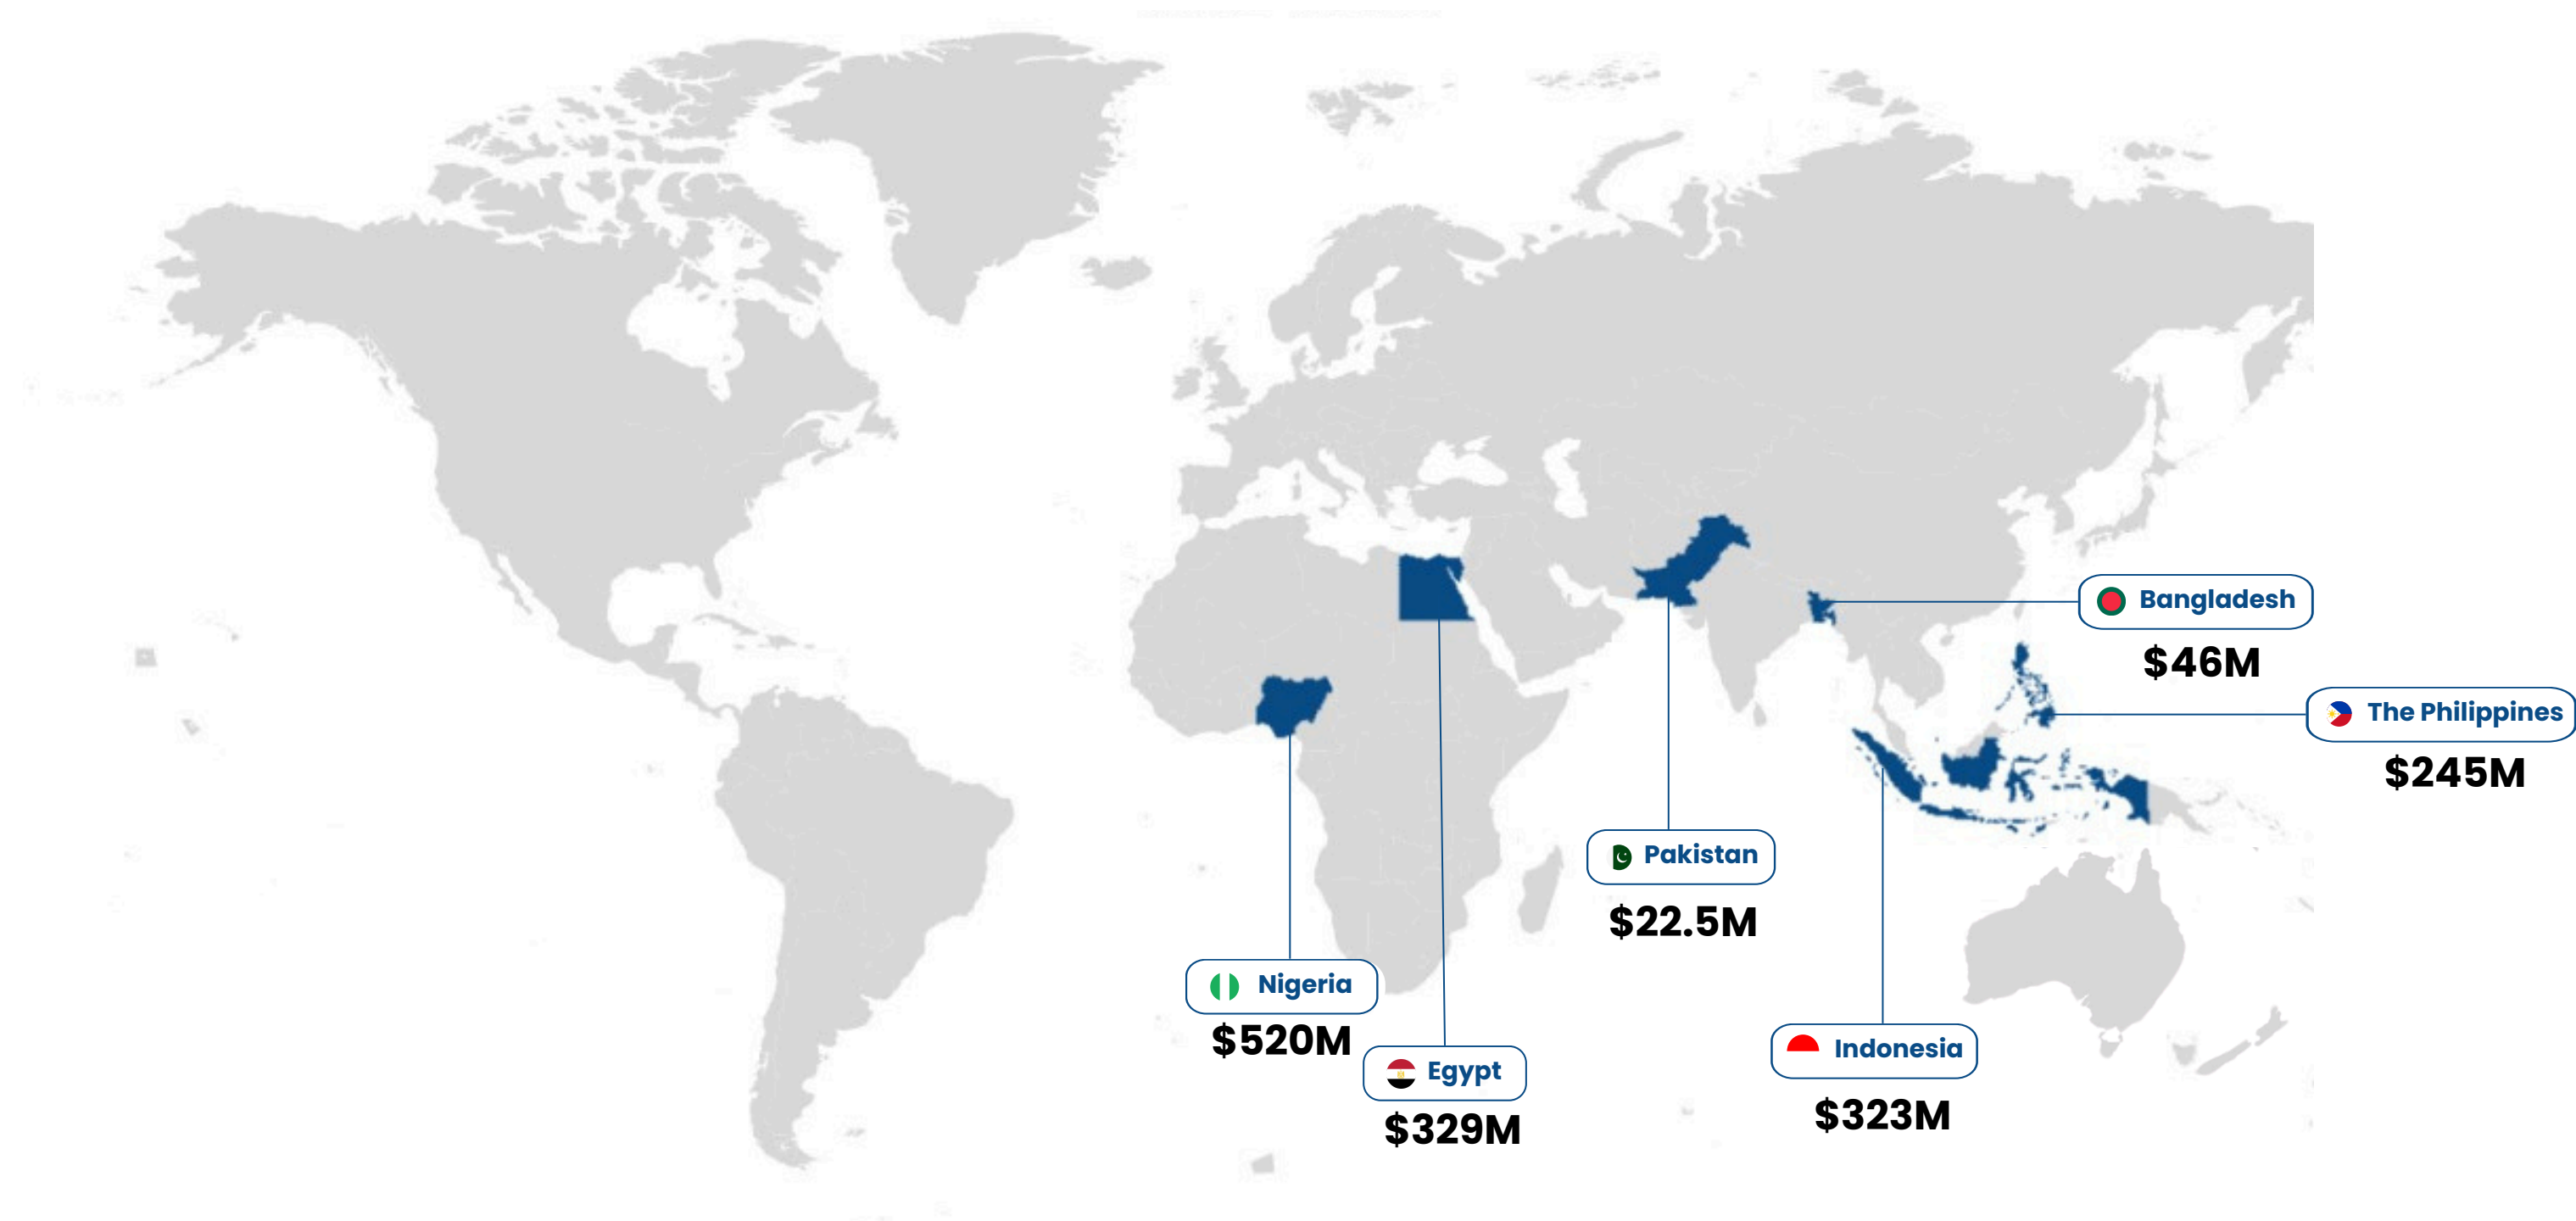 Bangladesh
$46M
The Philippines
$245M
Pakistan
$22.5M
Nigeria
$520M
Egypt
$329M
Indonesia
$323M